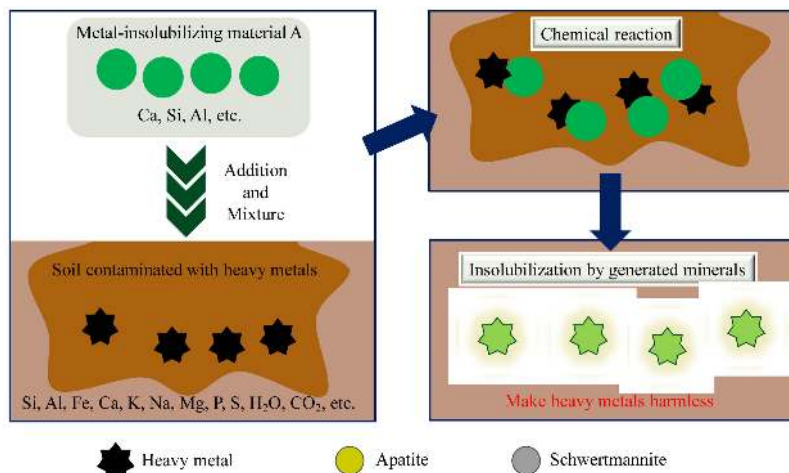 Metal-insolubilizing material A
Ca, Si, Al, etc.
Addition
and
Mixture
Soil contaminated with heavy metals
Si, Al, Fe, Ca, K, Na, Mg, P, S, H₂O, CO₂, etc.
Chemical reaction
Insolubilization by generated minerals
Make heavy metals harmless
Heavy metal
Apatite
Schwertmannite